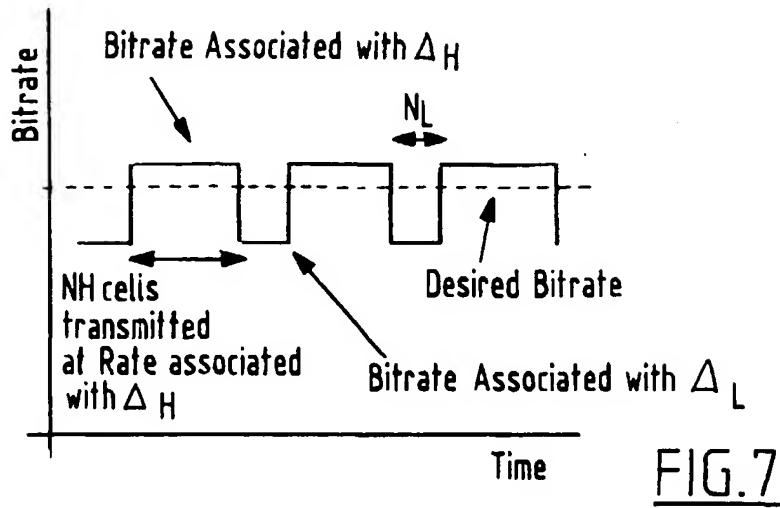 Bitrate Associated with Δ H
Bitrate
NL
Desired Bitrate
NH cells
transmitted
at Rate associated
with Δ H
Bitrate Associated with Δ L
Time
FIG.7